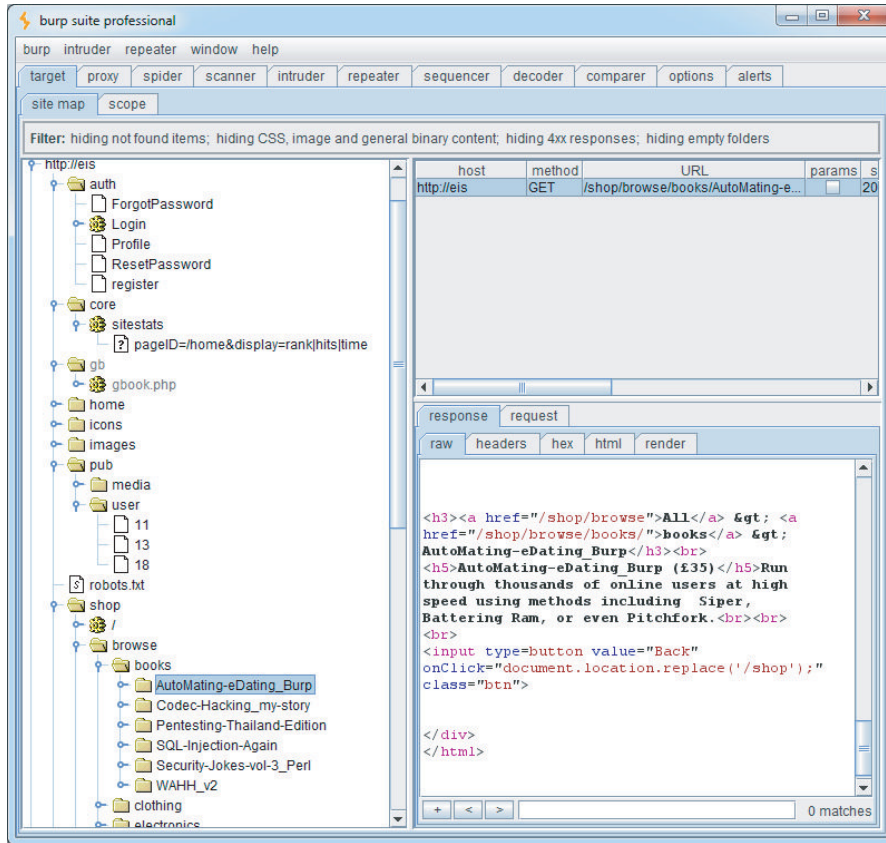 burp suite professional
burp intruder repeater window help
target proxy spider scanner intruder repeater sequencer decoder comparer options alerts
site map scope
Filter: hiding not found items; hiding CSS, image and general binary content; hiding 4xx responses; hiding empty folders
http://eis
auth
ForgotPassword
Login
Profile
ResetPassword
register
core
sitestats
pageID=/home&display=rank|hits|time
gb
gbook.php
home
icons
images
pub
media
user
11
13
18
robots.txt
shop
/
browse
books
AutoMating-eDating_Burp
Codec-Hacking_my-story
Pentesting-Thailand-Edition
SQL-Injection-Again
Security-Jokes-vol-3_Perl
WAHH_v2
clothing
electronics
host method URL params s
http://eis GET /shop/browse/books/AutoMating-e... 20
response request
raw headers hex html render
<h3><a href="/shop/browse">All</a> &gt; <a
href="/shop/browse/books/">books</a> &gt;
AutoMating-eDating_Burp</h3><br>
<h5>AutoMating-eDating_Burp (£35)</h5>Run
through thousands of online users at high
speed using methods including Siper,
Battering Ram, or even Pitchfork.<br><br>
<br>
<input type=button value="Back"
onClick="document.location.replace('/shop');"
class="btn">
</div>
</html>
+ < > 0 matches